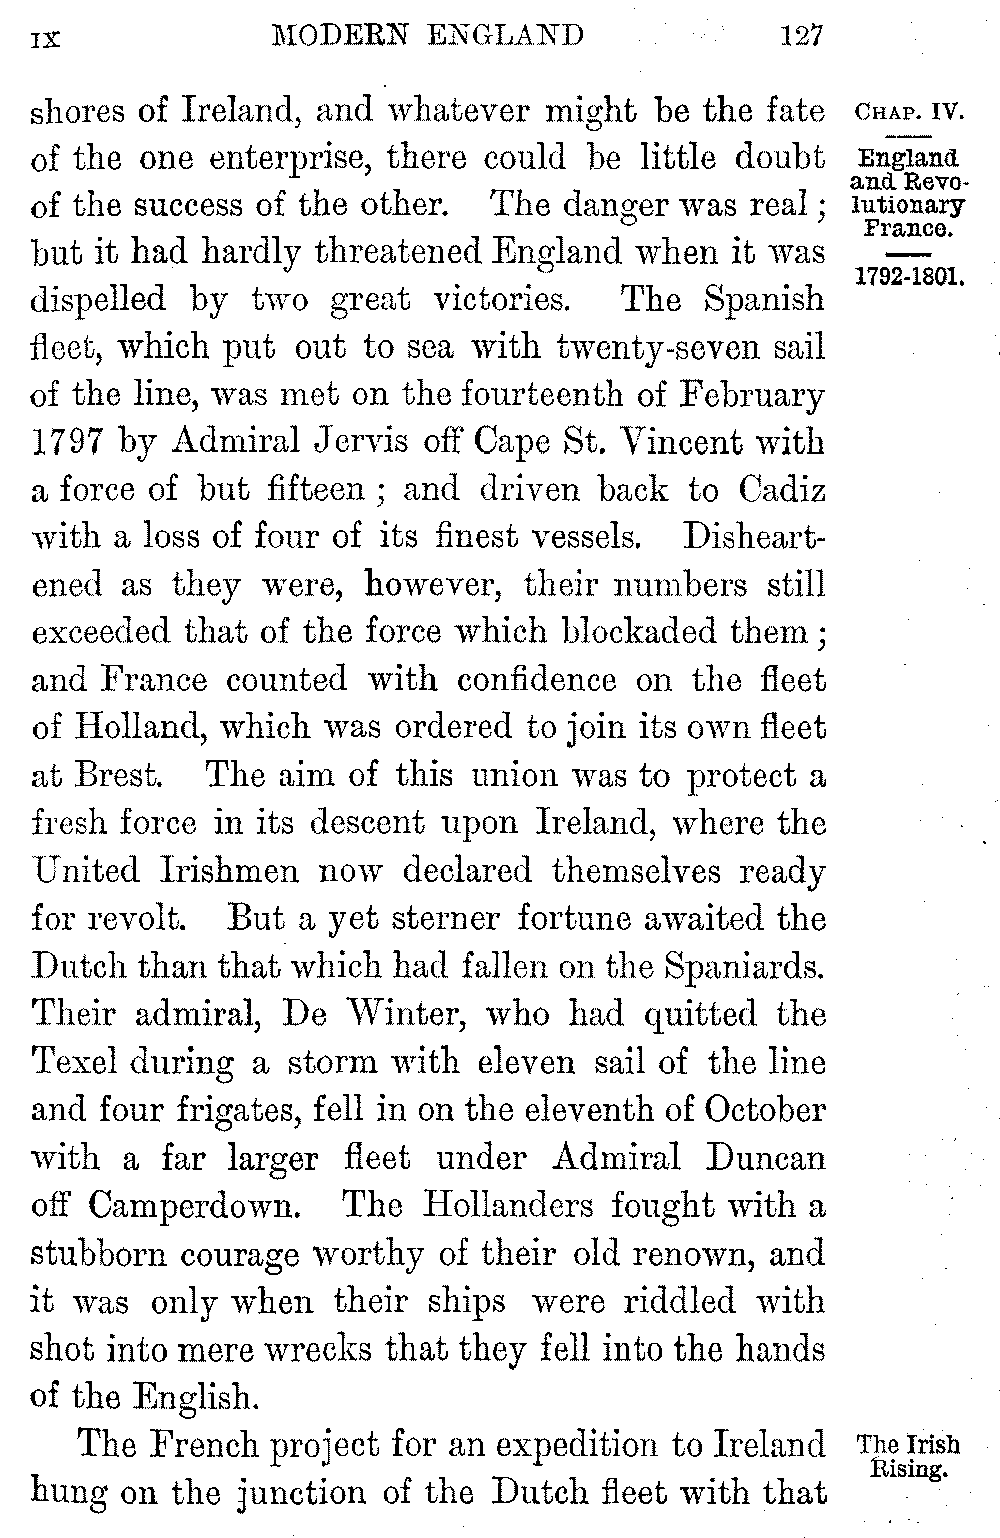 IX MODERN ENGLAND 127
shores of Ireland, and whatever might be the fate
of the one enterprise, there could be little doubt
of the success of the other. The danger was real ;
but it had hardly threatened England when it was
dispelled by two great victories. The Spanish
fleet, which put out to sea with twenty-seven sail
of the line, was met on the fourteenth of February
1797 by Admiral Jervis off Cape St. Vincent with
a force of but fifteen ; and driven back to Cadiz
with a loss of four of its finest vessels. Disheart-
ened as they were, however, their numbers still
exceeded that of the force which blockaded them ;
and France counted with confidence on the fleet
of Holland, which was ordered to join its own fleet
at Brest. The aim of this union was to protect a
fresh force in its descent upon Ireland, where the
United Irishmen now declared themselves ready
for revolt. But a yet sterner fortune awaited the
Dutch than that which had fallen on the Spaniards.
Their admiral, De Winter, who had quitted the
Texel during a storm with eleven sail of the line
and four frigates, fell in on the eleventh of October
with a far larger fleet under Admiral Duncan
off Camperdown. The Hollanders fought with a
stubborn courage worthy of their old renown, and
it was only when their ships were riddled with
shot into mere wrecks that they fell into the hands
of the English.
The French project for an expedition to Ireland
hung on the junction of the Dutch fleet with that
CHAP. IV.
England
and Revo-
lutionary
France.
1792-1801.
The Irish
Rising.